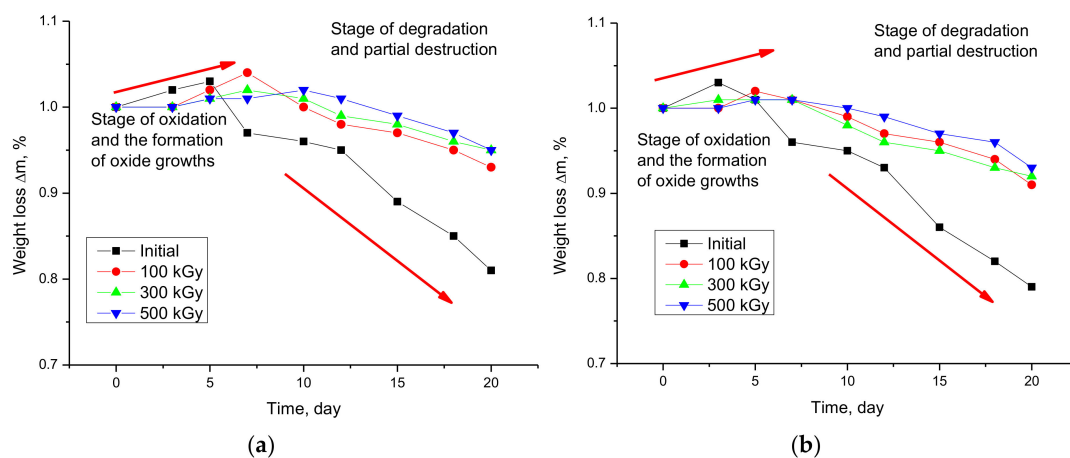 1.1
1.0
0.9
0.8
0.7
Weight loss Δm, %
Stage of degradation
and partial destruction
Stage of oxidation
and the formation
of oxide growths
Initial
100 kGy
300 kGy
500 kGy
0 5 10 15 20
Time, day
(a)
1.1
1.0
0.9
0.8
0.7
Weight loss Δm, %
Stage of degradation
and partial destruction
Stage of oxidation
and the formation
of oxide growths
Initial
100 kGy
300 kGy
500 kGy
0 5 10 15 20
Time, day
(b)